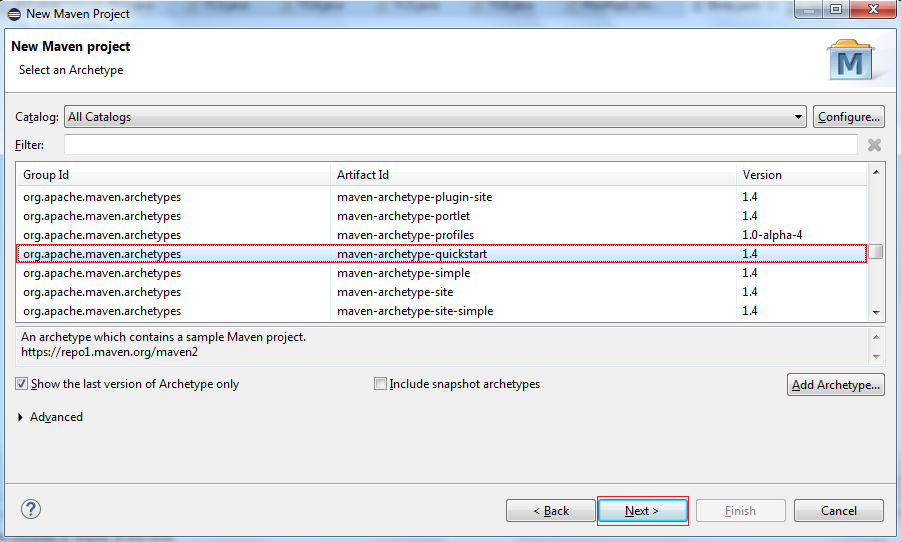 New Maven Project
New Maven project
Select an Archetype
M
Catalog: All Catalogs Configure...
Filter:
Group Id Artifact Id Version
org.apache.maven.archetypes maven-archetype-plugin-site 1.4
org.apache.maven.archetypes maven-archetype-portlet 1.4
org.apache.maven.archetypes maven-archetype-profiles 1.0-alpha-4
org.apache.maven.archetypes maven-archetype-quickstart 1.4
org.apache.maven.archetypes maven-archetype-simple 1.4
org.apache.maven.archetypes maven-archetype-site 1.4
org.apache.maven.archetypes maven-archetype-site-simple 1.4
An archetype which contains a sample Maven project.
https://repo1.maven.org/maven2
Show the last version of Archetype only Include snapshot archetypes Add Archetype...
Advanced
? < Back Next > Finish Cancel